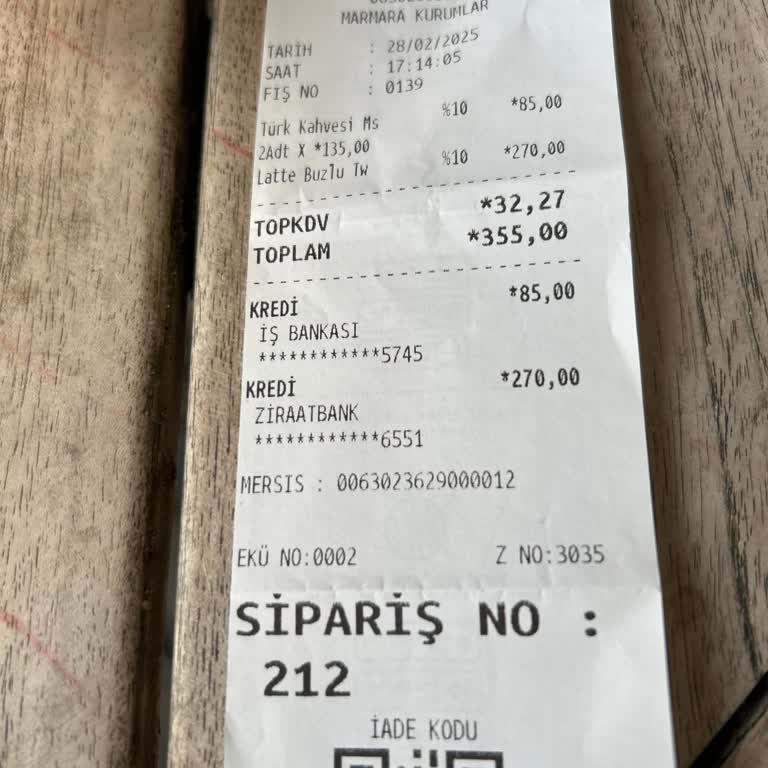 MARMARA KURUMLAR
TARİH : 28/02/2025
SAAT : 17:14:05
FIŞ NO : 0139
Türk Kahvesi Ms %10 *85,00
2Adt X *135,00
Latte Buzlu Tw %10 *270,00
TOPKDV *32,27
TOPLAM *355,00
KREDİ *85,00
İŞ BANKASI
************5745
KREDİ *270,00
ZİRAATBANK
************6551
MERSIS : 0063023629000012
EKÜ NO:0002 Z NO:3035
SİPARİŞ NO :
212
İADE KODU